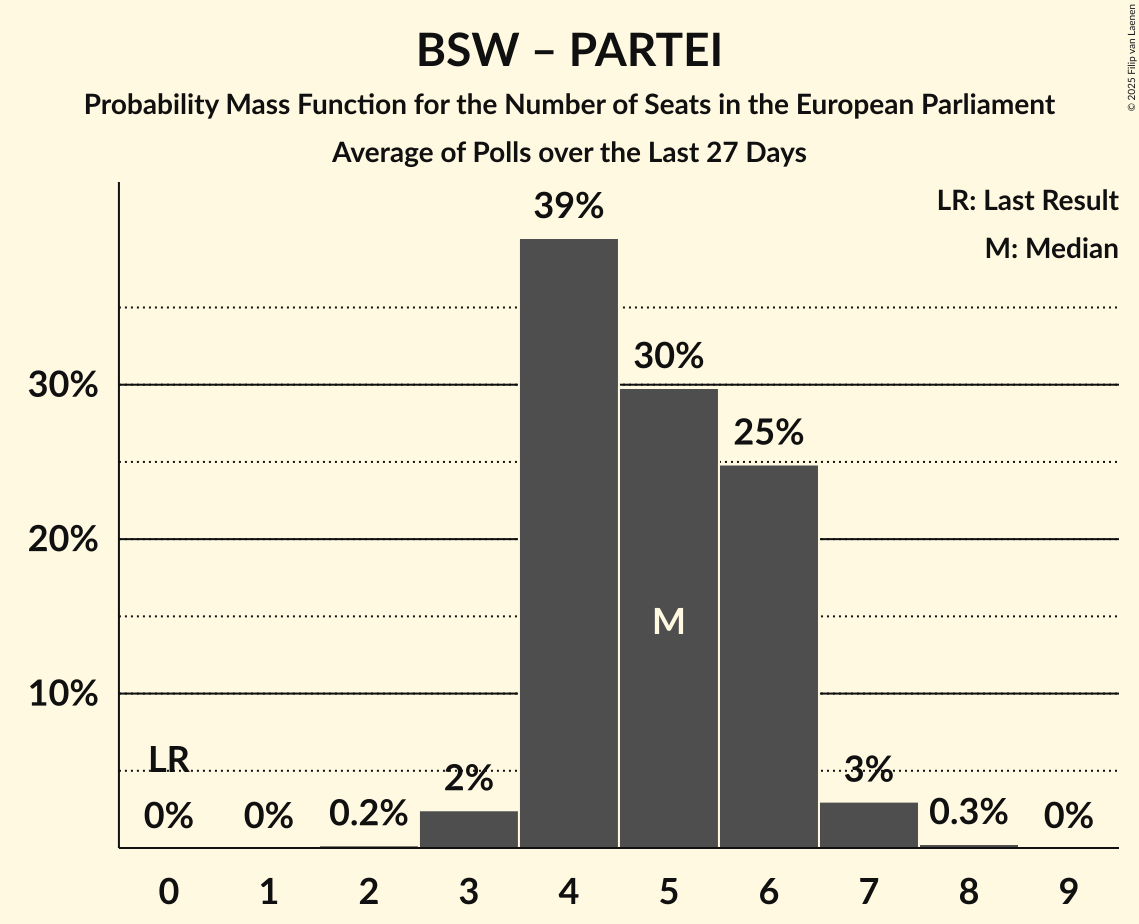 BSW – PARTEI
Probability Mass Function for the Number of Seats in the European Parliament
Average of Polls over the Last 27 Days
© 2025 Filip van Laenen
LR: Last Result
M: Median
39%
30%
30%
25%
20%
M
10%
LR
0%
0%
0.2%
2%
3%
0.3%
0%
0 1 2 3 4 5 6 7 8 9